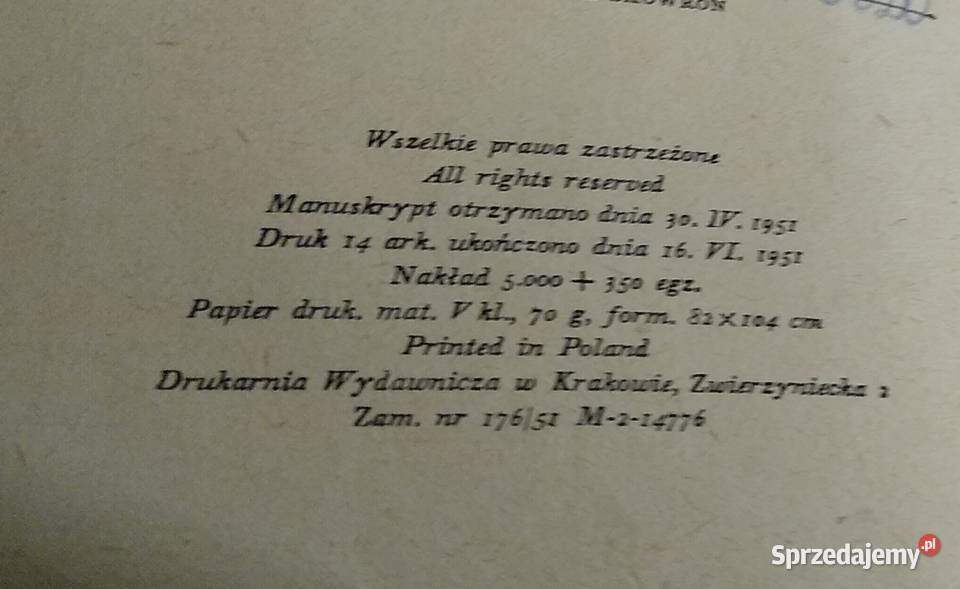 Wszelkie prawa zastrzeżone
All rights reserved
Manuskrypt otrzymano dnia 30. IV. 1951
Druk 14 ark. ukończono dnia 16. VI. 1951
Nakład 5.000 + 350 egz.
Papier druk. mat. V kl., 70 g, form. 82×104 cm
Printed in Poland
Drukarnia Wydawnicza w Krakowie, Zwierzyniecka 2
Zam. nr 176/51 M-2-14776
Sprzedajemy.pl